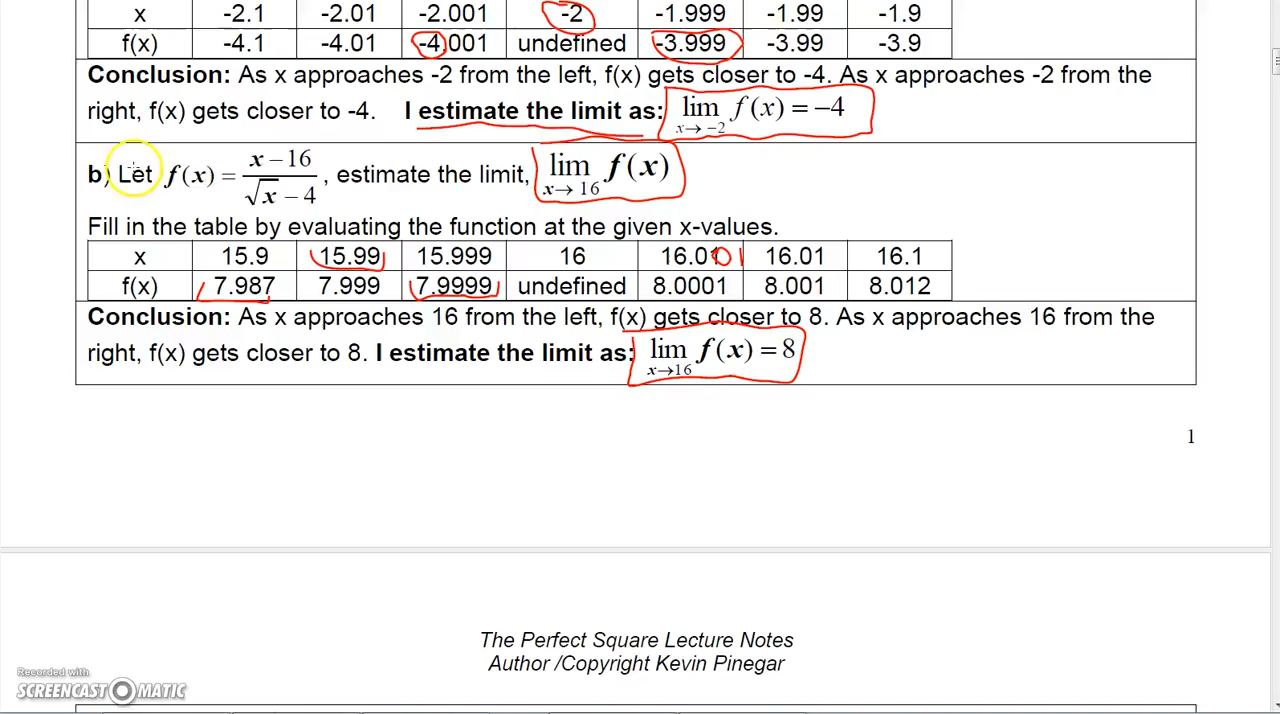 x -2.1 -2.01 -2.001 -2 -1.999 -1.99 -1.9
f(x) -4.1 -4.01 -4.001 undefined -3.999 -3.99 -3.9
Conclusion: As x approaches -2 from the left, f(x) gets closer to -4. As x approaches -2 from the
right, f(x) gets closer to -4. I estimate the limit as: lim x→−2 f(x) = −4
b) Let f(x) = (x − 16)/(√x − 4), estimate the limit, lim x→16 f(x)
Fill in the table by evaluating the function at the given x-values.
x 15.9 15.99 15.999 16 16.0101 16.01 16.1
f(x) 7.987 7.999 7.9999 undefined 8.0001 8.001 8.012
Conclusion: As x approaches 16 from the left, f(x) gets closer to 8. As x approaches 16 from the
right, f(x) gets closer to 8. I estimate the limit as: lim x→16 f(x) = 8
1
The Perfect Square Lecture Notes
Author /Copyright Kevin Pinegar
Recorded with
SCREENCAST MATIC